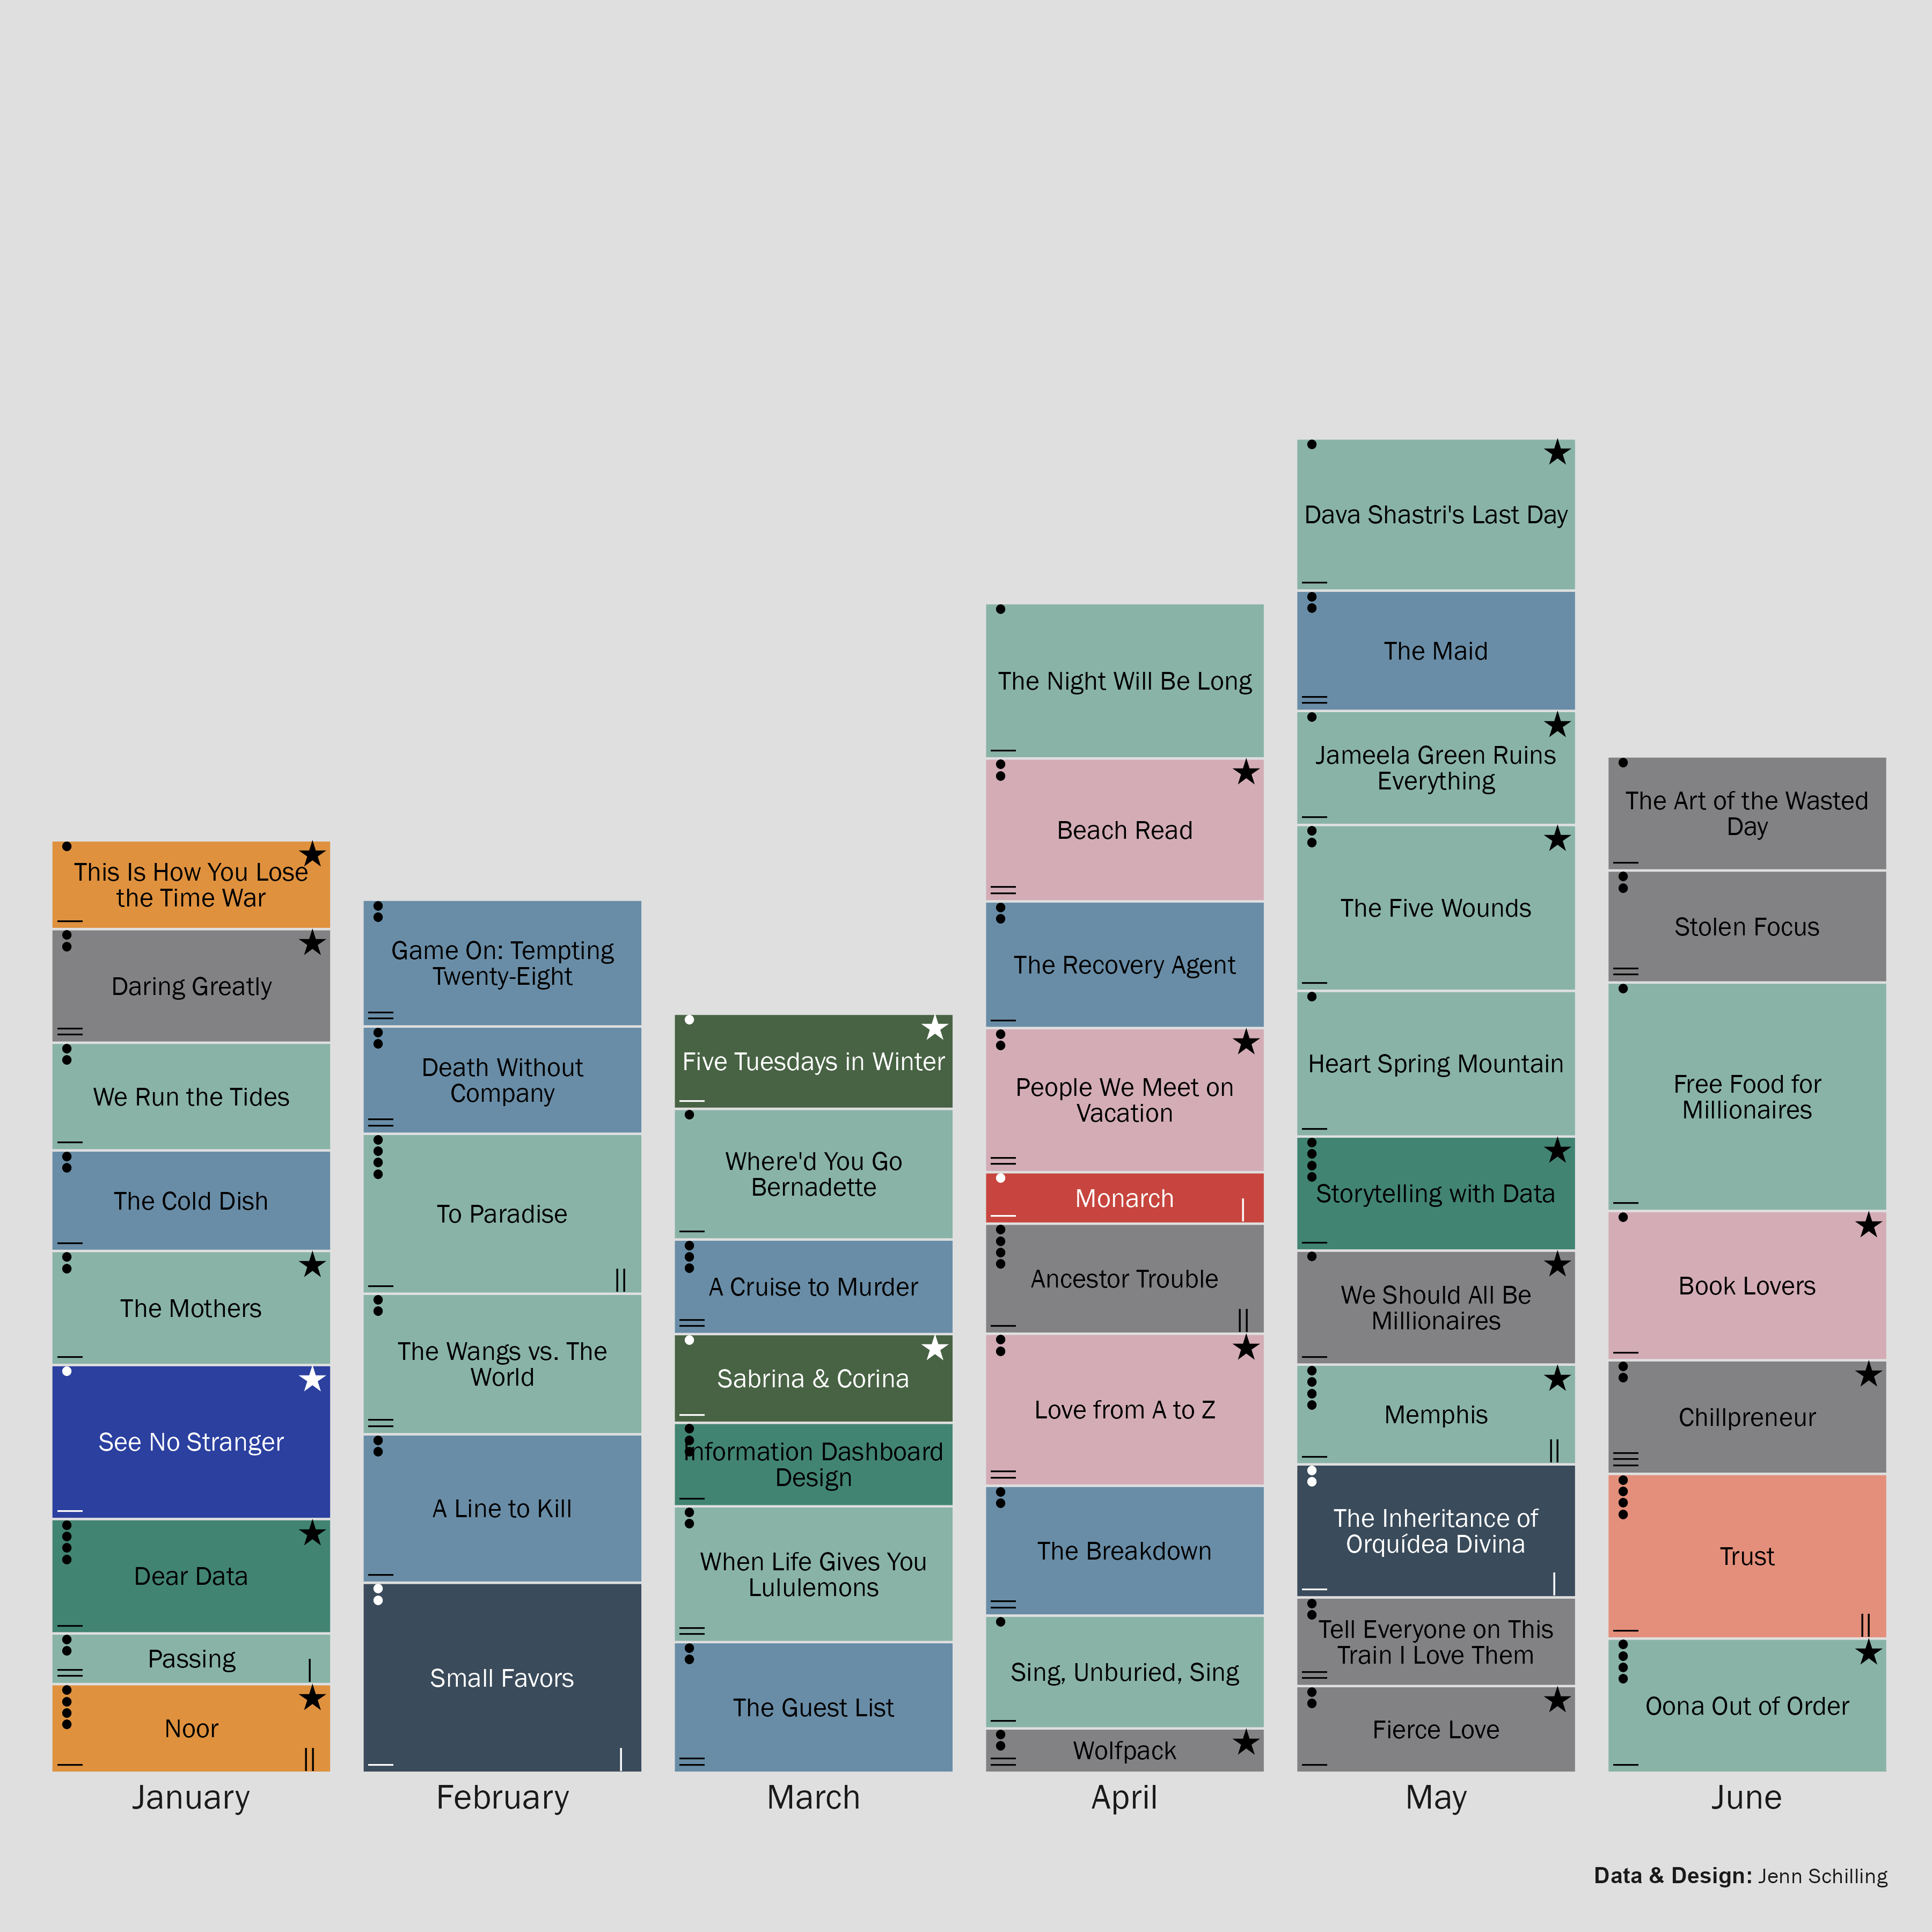 This Is How You Lose
the Time War
Daring Greatly
We Run the Tides
The Cold Dish
The Mothers
See No Stranger
Dear Data
Passing
Noor
January
Game On: Tempting
Twenty-Eight
Death Without
Company
To Paradise
The Wangs vs. The
World
A Line to Kill
Small Favors
February
Five Tuesdays in Winter
Where'd You Go
Bernadette
A Cruise to Murder
Sabrina & Corina
Information Dashboard
Design
When Life Gives You
Lululemons
The Guest List
March
The Night Will Be Long
Beach Read
The Recovery Agent
People We Meet on
Vacation
Monarch
Ancestor Trouble
Love from A to Z
The Breakdown
Sing, Unburied, Sing
Wolfpack
April
Dava Shastri's Last Day
The Maid
Jameela Green Ruins
Everything
The Five Wounds
Heart Spring Mountain
Storytelling with Data
We Should All Be
Millionaires
Memphis
The Inheritance of
Orquídea Divina
Tell Everyone on This
Train I Love Them
Fierce Love
May
The Art of the Wasted
Day
Stolen Focus
Free Food for
Millionaires
Book Lovers
Chillpreneur
Trust
Oona Out of Order
June
Data & Design: Jenn Schilling